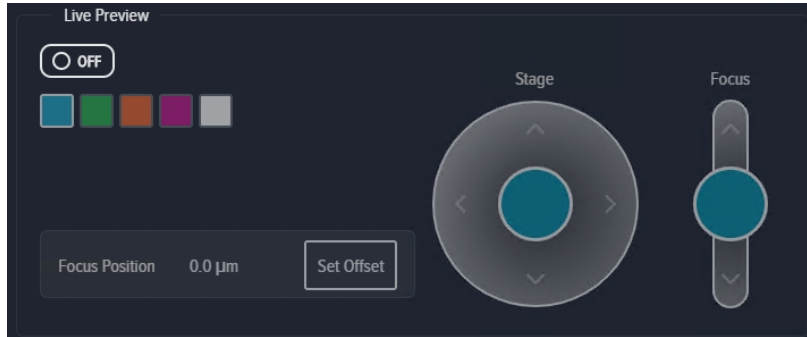 Live Preview
OFF
Stage
Focus
Focus Position 0.0 µm Set Offset